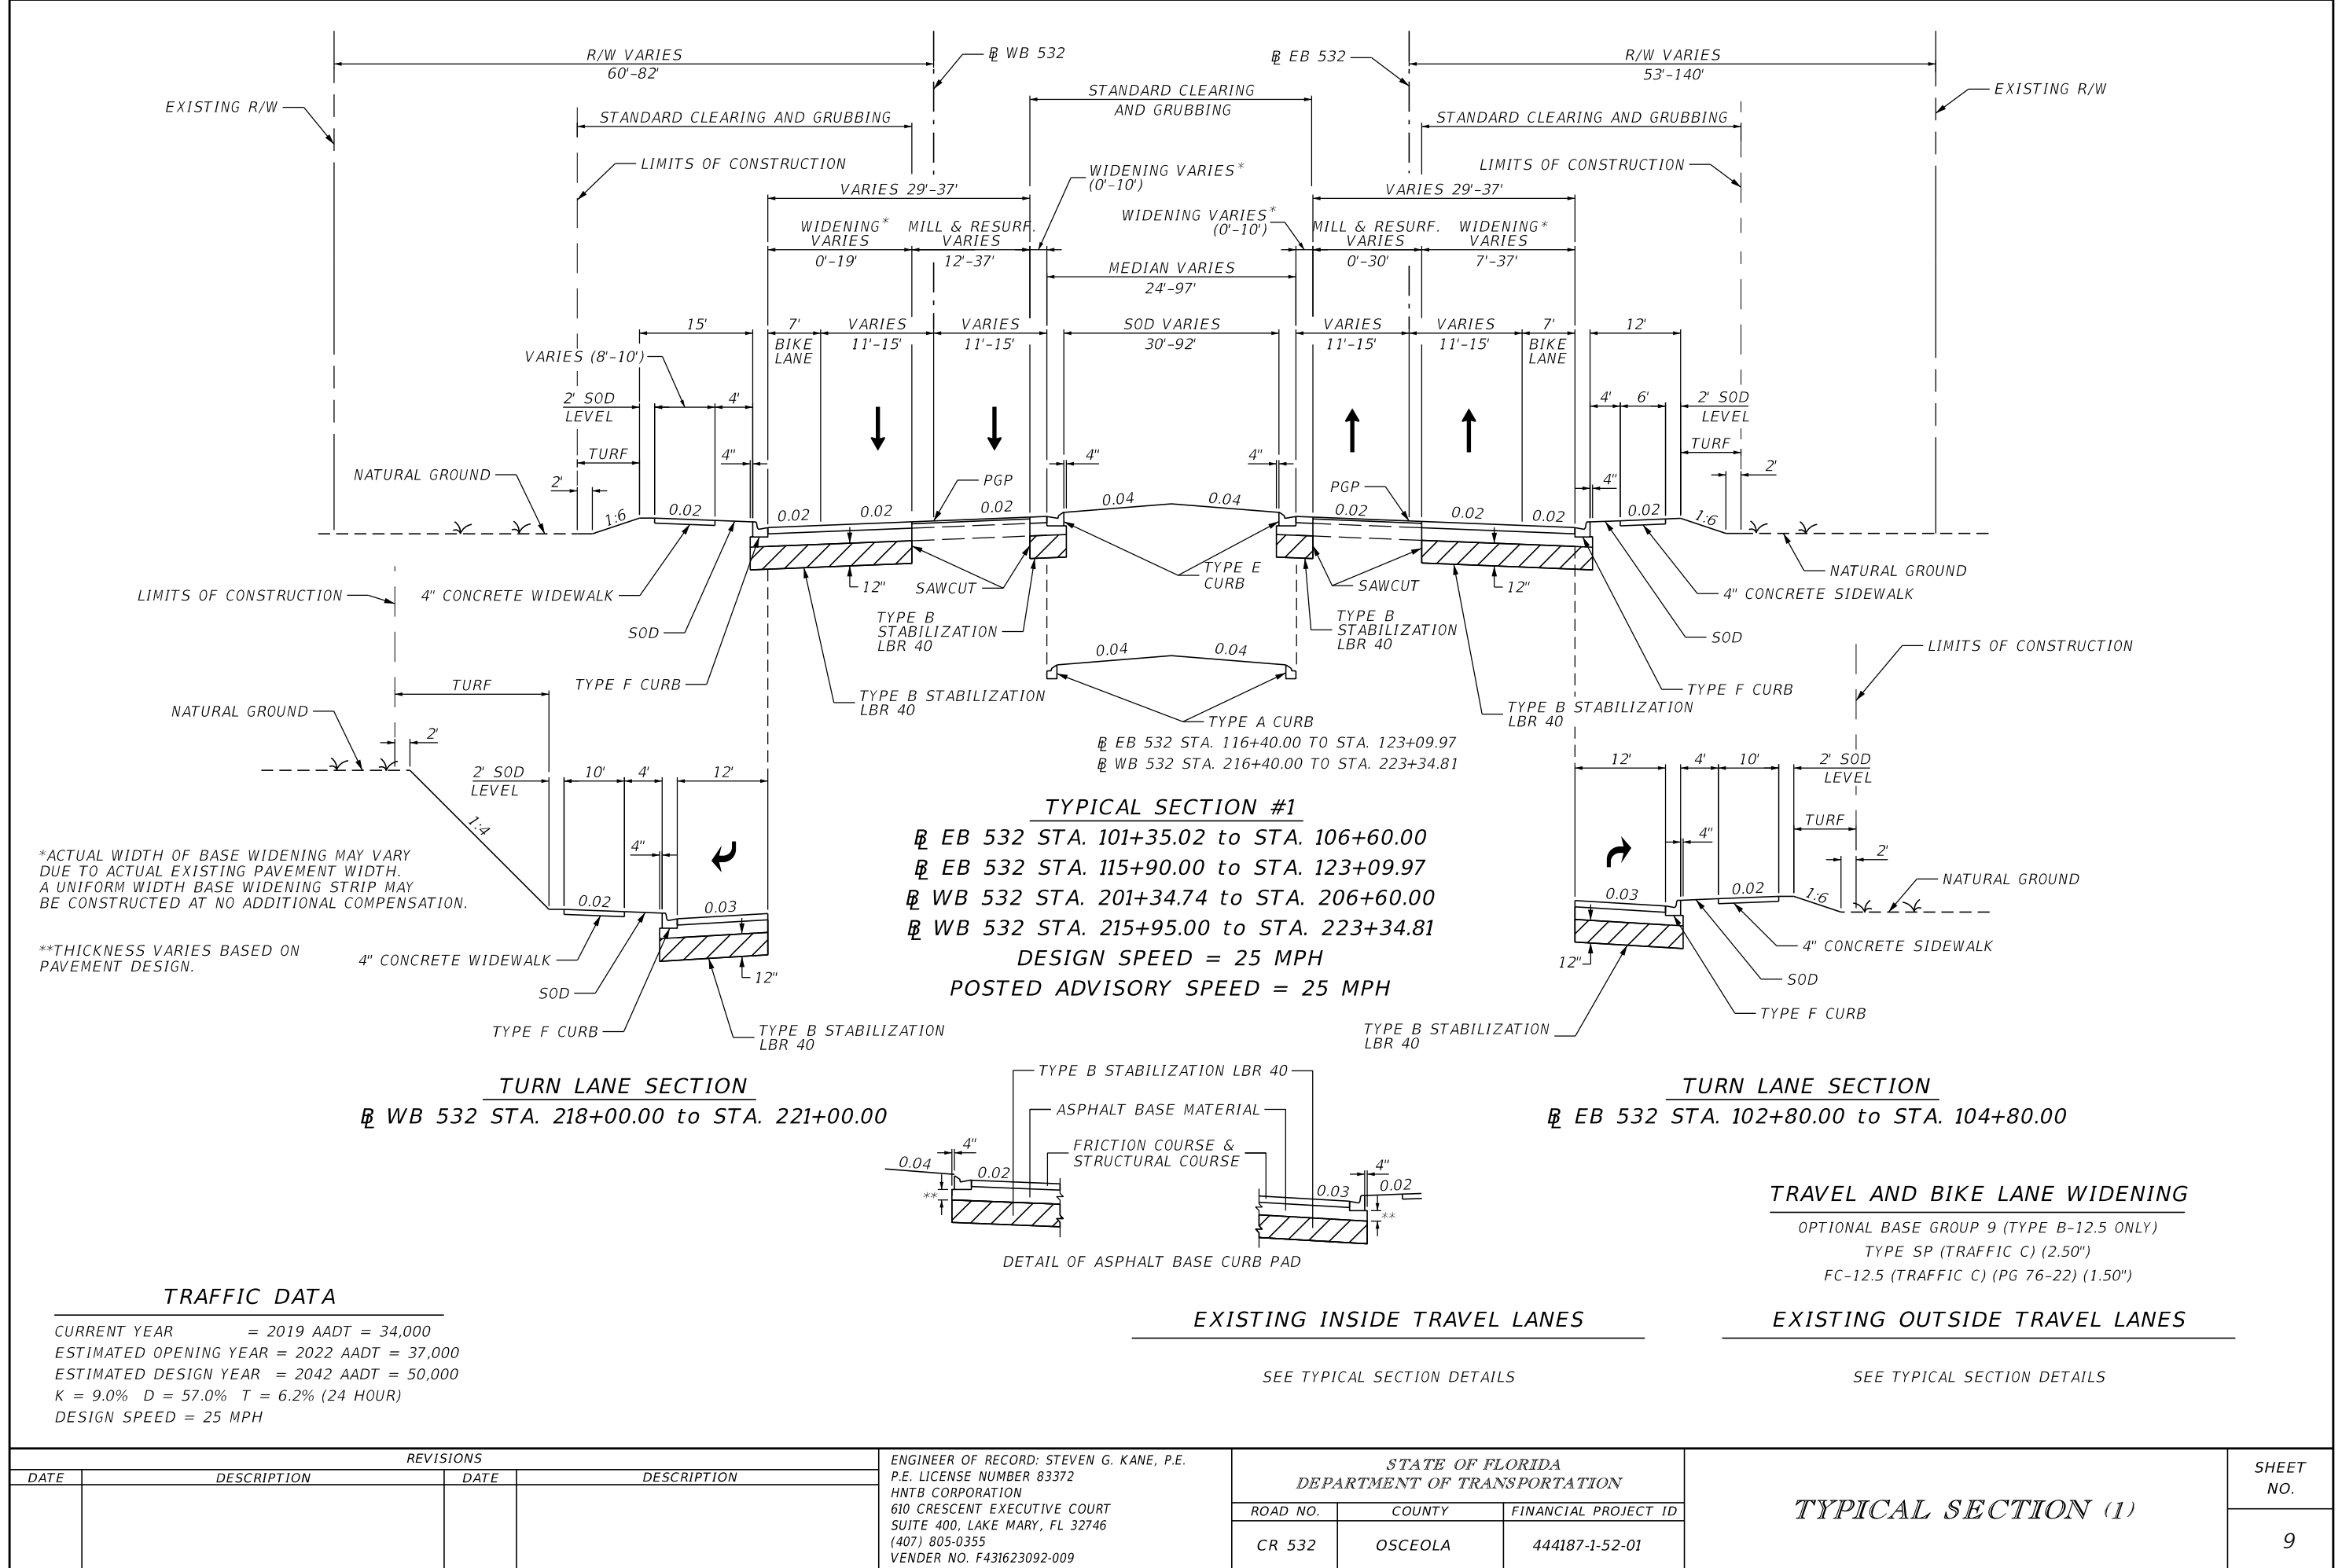 R/W VARIES
60'-82'
℄ WB 532
℄ EB 532
R/W VARIES
53'-140'
EXISTING R/W
STANDARD CLEARING AND GRUBBING
STANDARD CLEARING
AND GRUBBING
STANDARD CLEARING AND GRUBBING
EXISTING R/W
LIMITS OF CONSTRUCTION
WIDENING VARIES*
(0'-10')
LIMITS OF CONSTRUCTION
VARIES 29'-37'
VARIES 29'-37'
WIDENING VARIES*
(0'-10')
WIDENING*
VARIES
0'-19'
MILL & RESURF.
VARIES
12'-37'
MILL & RESURF.
VARIES
0'-30'
WIDENING*
VARIES
7'-37'
MEDIAN VARIES
24'-97'
15'
7'
BIKE
LANE
VARIES
11'-15'
VARIES
11'-15'
SOD VARIES
30'-92'
VARIES
11'-15'
VARIES
11'-15'
7'
BIKE
LANE
12'
VARIES (8'-10')
2' SOD
LEVEL
4'
4'
6'
2' SOD
LEVEL
TURF
4"
4"
4"
4"
TURF
NATURAL GROUND
2'
PGP
PGP
2'
1:6
0.02
0.02
0.02
0.02
0.04
0.04
0.02
0.02
0.02
0.02
1:6
LIMITS OF CONSTRUCTION
4" CONCRETE WIDEWALK
12"
SAWCUT
TYPE E
CURB
SAWCUT
12"
NATURAL GROUND
4" CONCRETE SIDEWALK
SOD
TYPE B
STABILIZATION
LBR 40
TYPE B
STABILIZATION
LBR 40
SOD
LIMITS OF CONSTRUCTION
0.04
0.04
TURF
TYPE F CURB
TYPE B STABILIZATION
LBR 40
TYPE F CURB
TYPE B STABILIZATION
LBR 40
NATURAL GROUND
TYPE A CURB
℄ EB 532 STA. 116+40.00 TO STA. 123+09.97
℄ WB 532 STA. 216+40.00 TO STA. 223+34.81
2'
2' SOD
LEVEL
10'
4'
12'
12'
4'
10'
2' SOD
LEVEL
1:4
4"
4"
TURF
2'
TYPICAL SECTION #1
℄ EB 532 STA. 101+35.02 to STA. 106+60.00
℄ EB 532 STA. 115+90.00 to STA. 123+09.97
℄ WB 532 STA. 201+34.74 to STA. 206+60.00
℄ WB 532 STA. 215+95.00 to STA. 223+34.81
DESIGN SPEED = 25 MPH
POSTED ADVISORY SPEED = 25 MPH
*ACTUAL WIDTH OF BASE WIDENING MAY VARY
DUE TO ACTUAL EXISTING PAVEMENT WIDTH.
A UNIFORM WIDTH BASE WIDENING STRIP MAY
BE CONSTRUCTED AT NO ADDITIONAL COMPENSATION.
**THICKNESS VARIES BASED ON
PAVEMENT DESIGN.
0.02
0.03
0.03
0.02
1:6
NATURAL GROUND
4" CONCRETE WIDEWALK
12"
12"
4" CONCRETE SIDEWALK
SOD
SOD
TYPE F CURB
TYPE B STABILIZATION
LBR 40
TYPE B STABILIZATION
LBR 40
TYPE F CURB
TURN LANE SECTION
℄ WB 532 STA. 218+00.00 to STA. 221+00.00
TURN LANE SECTION
℄ EB 532 STA. 102+80.00 to STA. 104+80.00
TYPE B STABILIZATION LBR 40
ASPHALT BASE MATERIAL
FRICTION COURSE &
STRUCTURAL COURSE
4"
0.04
0.02
**
4"
0.03
0.02
**
DETAIL OF ASPHALT BASE CURB PAD
TRAVEL AND BIKE LANE WIDENING
OPTIONAL BASE GROUP 9 (TYPE B-12.5 ONLY)
TYPE SP (TRAFFIC C) (2.50")
FC-12.5 (TRAFFIC C) (PG 76-22) (1.50")
TRAFFIC DATA
CURRENT YEAR = 2019 AADT = 34,000
ESTIMATED OPENING YEAR = 2022 AADT = 37,000
ESTIMATED DESIGN YEAR = 2042 AADT = 50,000
K = 9.0% D = 57.0% T = 6.2% (24 HOUR)
DESIGN SPEED = 25 MPH
EXISTING INSIDE TRAVEL LANES
SEE TYPICAL SECTION DETAILS
EXISTING OUTSIDE TRAVEL LANES
SEE TYPICAL SECTION DETAILS
REVISIONS
DATE DESCRIPTION DATE DESCRIPTION
ENGINEER OF RECORD: STEVEN G. KANE, P.E.
P.E. LICENSE NUMBER 83372
HNTB CORPORATION
610 CRESCENT EXECUTIVE COURT
SUITE 400, LAKE MARY, FL 32746
(407) 805-0355
VENDER NO. F431623092-009
STATE OF FLORIDA
DEPARTMENT OF TRANSPORTATION
ROAD NO. COUNTY FINANCIAL PROJECT ID
CR 532 OSCEOLA 444187-1-52-01
TYPICAL SECTION (1)
SHEET
NO.
9